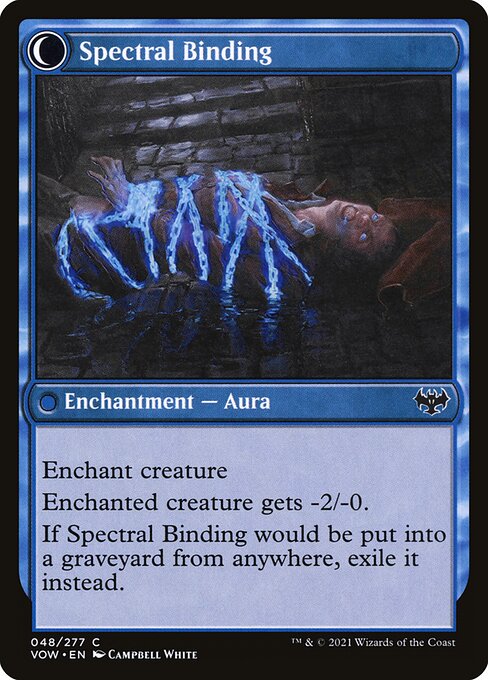 Spectral Binding
Enchantment — Aura
Enchant creature
Enchanted creature gets -2/-0.
If Spectral Binding would be put into
a graveyard from anywhere, exile it
instead.
048/277 C
VOW • EN CAMPBELL WHITE
™ & © 2021 Wizards of the Coast